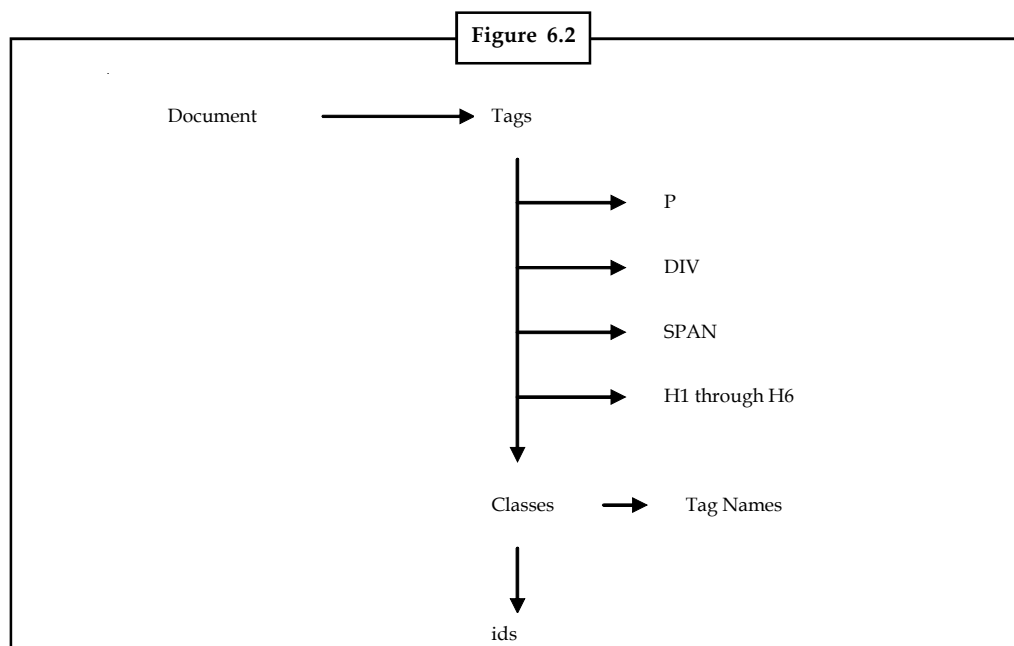 Figure 6.2
Document Tags
P
DIV
SPAN
H1 through H6
Classes Tag Names
ids